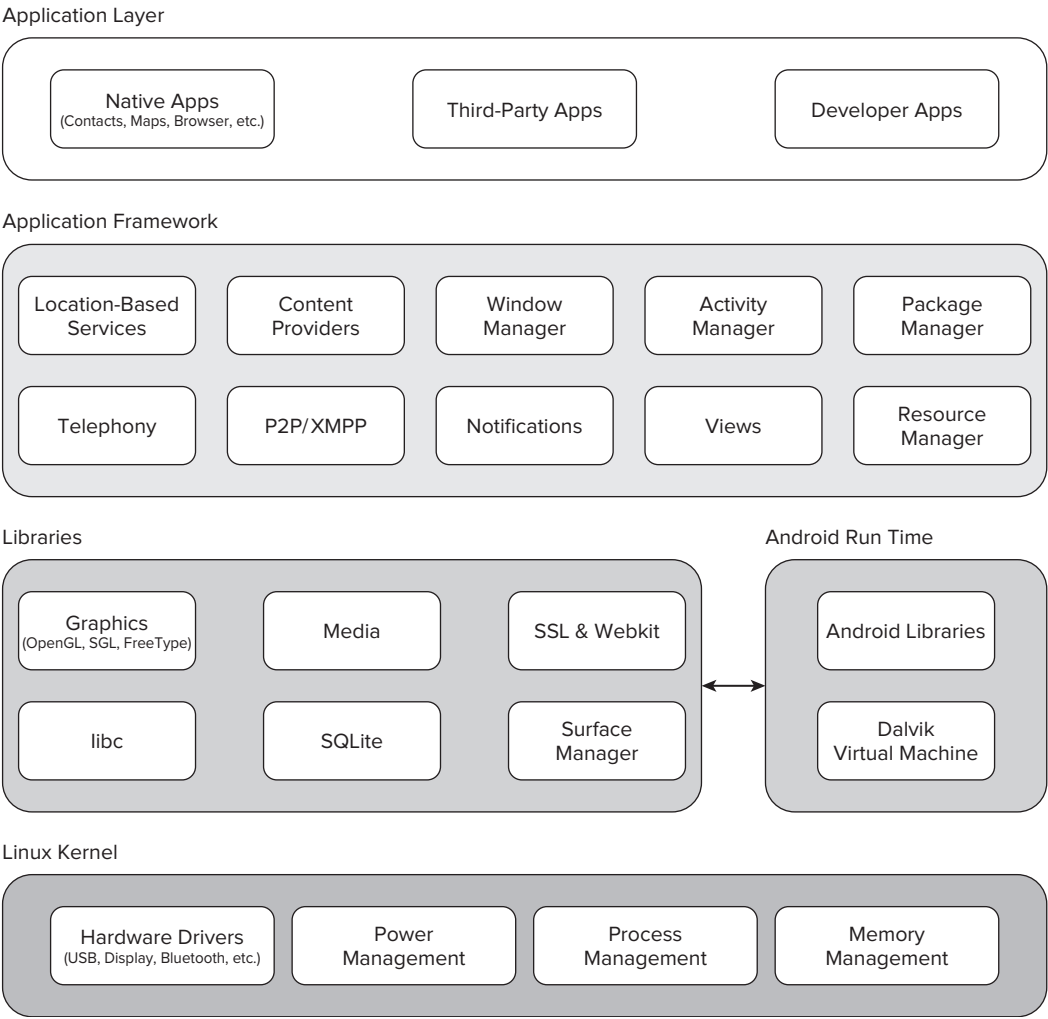 Application Layer
Native Apps
(Contacts, Maps, Browser, etc.)
Third-Party Apps
Developer Apps
Application Framework
Location-Based
Services
Content
Providers
Window
Manager
Activity
Manager
Package
Manager
Telephony
P2P/XMPP
Notifications
Views
Resource
Manager
Libraries
Graphics
(OpenGL, SGL, FreeType)
Media
SSL & Webkit
libc
SQLite
Surface
Manager
Android Run Time
Android Libraries
Dalvik
Virtual Machine
Linux Kernel
Hardware Drivers
(USB, Display, Bluetooth, etc.)
Power
Management
Process
Management
Memory
Management